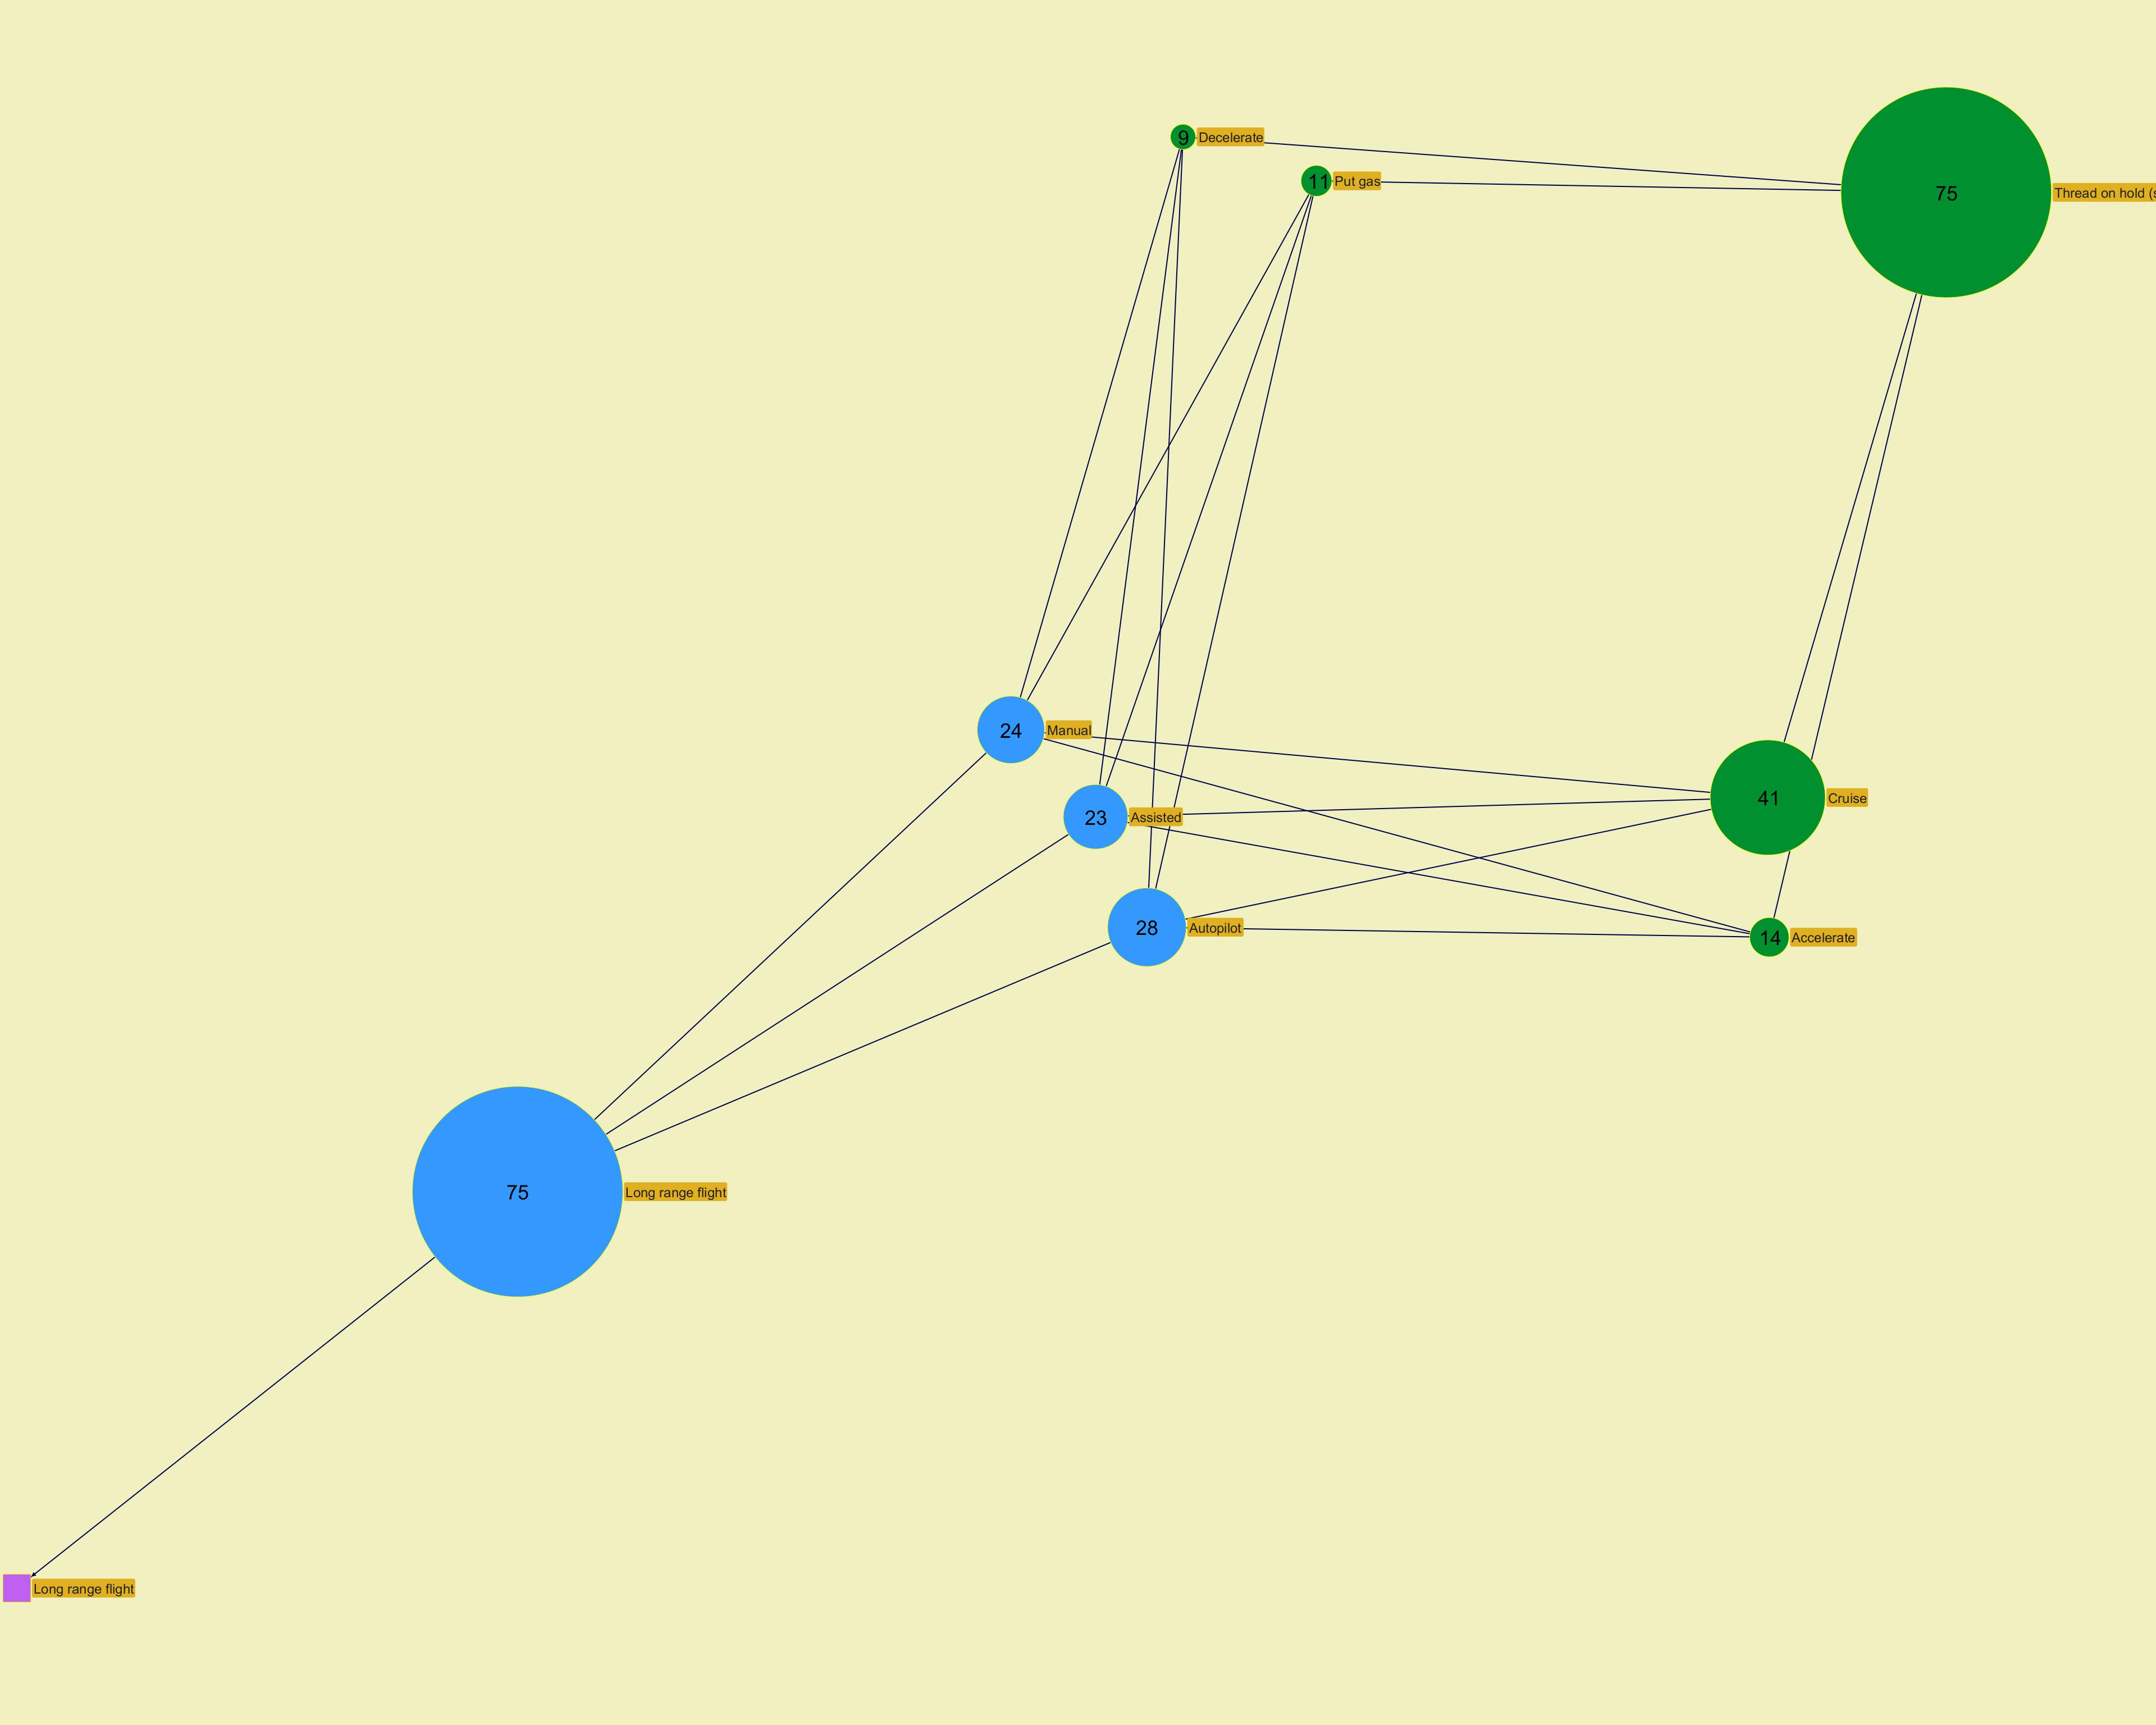 9 Decelerate
11 Put gas
75 Thread on hold (s
24 Manual
41 Cruise
23 Assisted
28 Autopilot
14 Accelerate
75 Long range flight
Long range flight